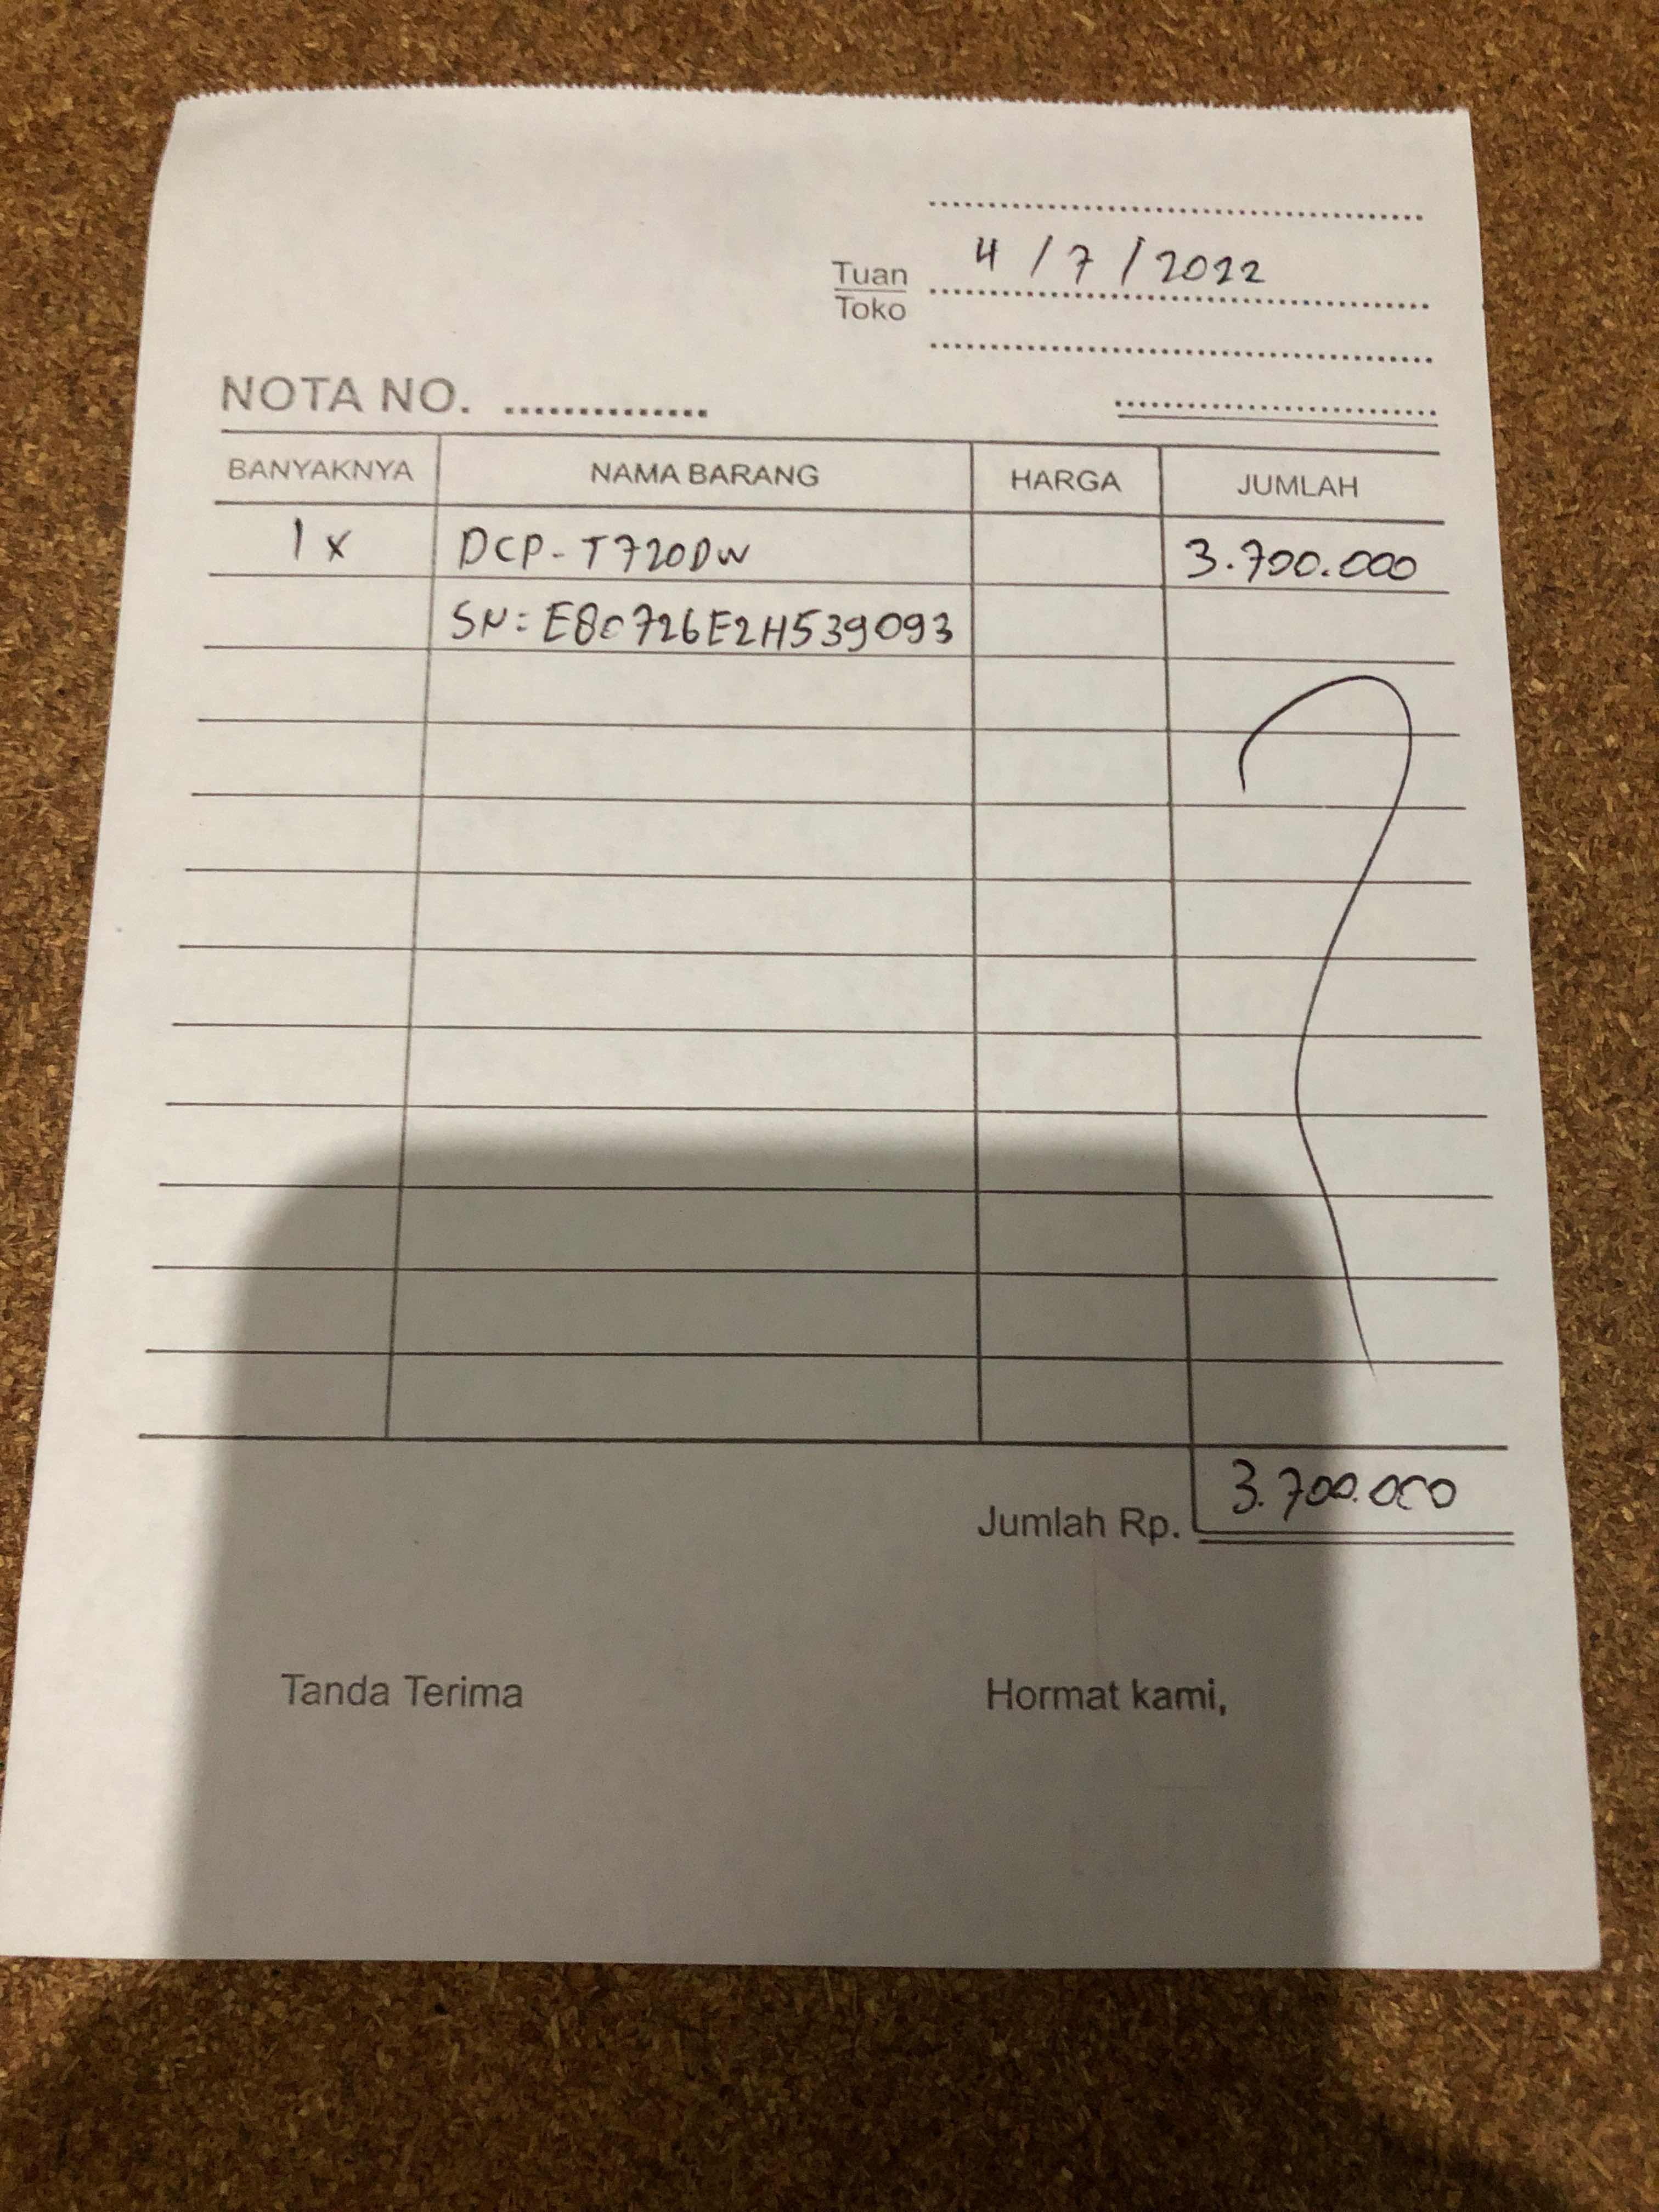 4/7/2022
Tuan
Toko
NOTA NO.
BANYAKNYA NAMA BARANG HARGA JUMLAH
1x DCP-T720DW 3.700.000
SN: E80726E2H539093
Jumlah Rp. 3.700.000
Tanda Terima Hormat kami,